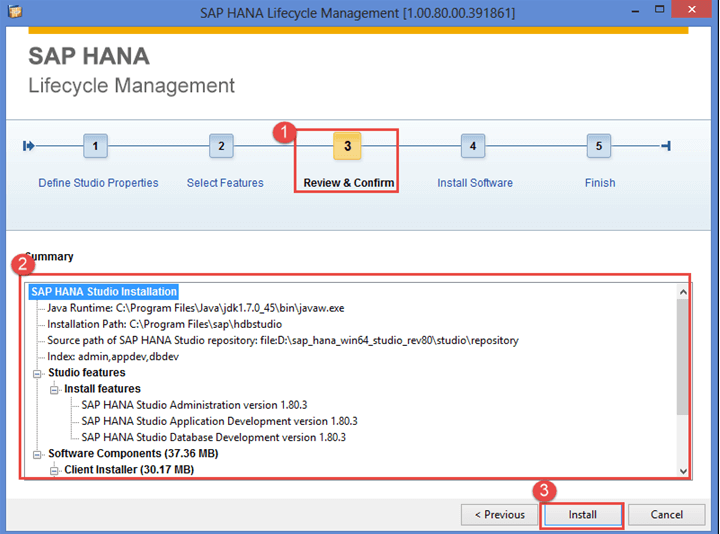 SAP HANA Lifecycle Management [1.00.80.00.391861]
SAP HANA
Lifecycle Management
1
1 2 3 4 5
Define Studio Properties Select Features Review & Confirm Install Software Finish
Summary
2
SAP HANA Studio Installation
Java Runtime: C:\Program Files\Java\jdk1.7.0_45\bin\javaw.exe
Installation Path: C:\Program Files\sap\hdbstudio
Source path of SAP HANA Studio repository: file:D:\sap_hana_win64_studio_rev80\studio\repository
Index: admin,appdev,dbdev
Studio features
Install features
SAP HANA Studio Administration version 1.80.3
SAP HANA Studio Application Development version 1.80.3
SAP HANA Studio Database Development version 1.80.3
Software Components (37.36 MB)
Client Installer (30.17 MB)
3
< Previous Install Cancel